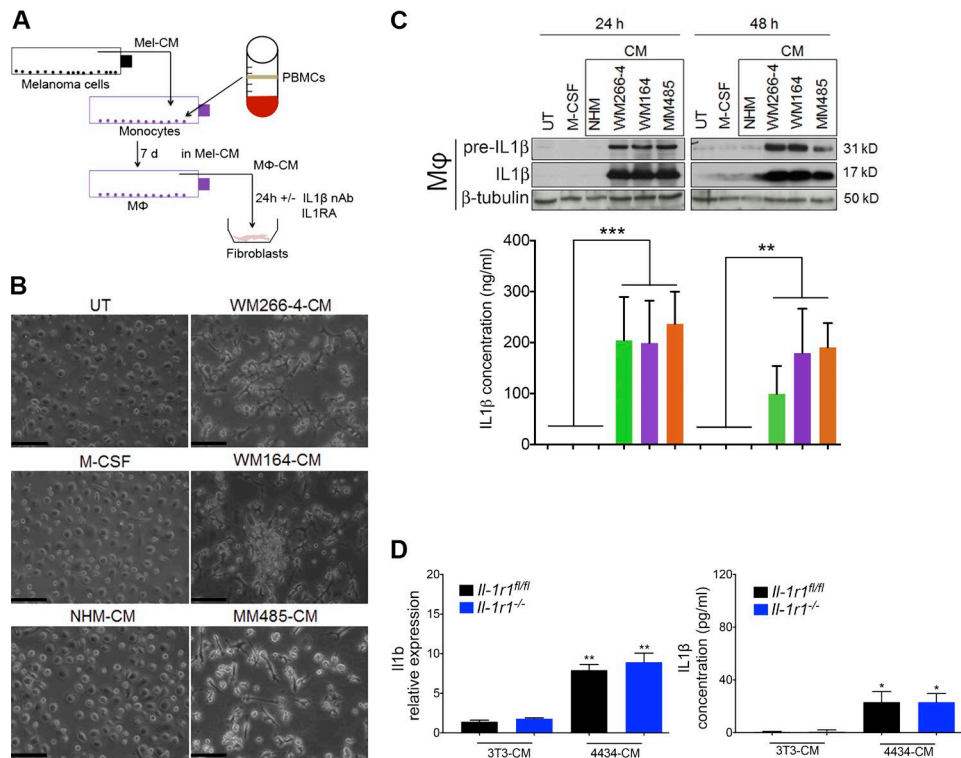 A
Mel-CM
Melanoma cells
PBMCs
Monocytes
7 d
in Mel-CM
MΦ-CM
MΦ
24h +/-
IL1β nAb
IL1RA
Fibroblasts
B
UT
WM266-4-CM
M-CSF
WM164-CM
NHM-CM
MM485-CM
C
24 h
48 h
CM
CM
UT
M-CSF
NHM
WM266-4
WM164
MM485
UT
M-CSF
NHM
WM266-4
WM164
MM485
Mφ
pre-IL1β
31 kD
IL1β
17 kD
β-tubulin
50 kD
IL1β concentration (ng/ml)
400
300
200
100
0
***
**
D
Il1b
relative expression
20
15
10
5
0
Il-1r1fl/fl
Il-1r1-/-
**
**
3T3-CM
4434-CM
IL1β
concentration (pg/ml)
120
80
40
0
Il-1r1fl/fl
Il-1r1-/-
*
*
3T3-CM
4434-CM